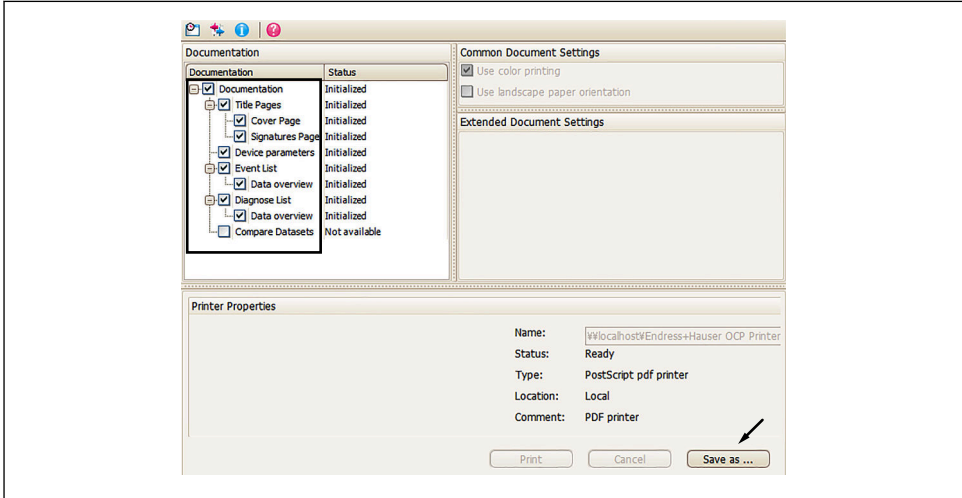 Documentation
Documentation Status
Documentation Initialized
Title Pages Initialized
Cover Page Initialized
Signatures Page Initialized
Device parameters Initialized
Event List Initialized
Data overview Initialized
Diagnose List Initialized
Data overview Initialized
Compare Datasets Not available
Common Document Settings
Use color printing
Use landscape paper orientation
Extended Document Settings
Printer Properties
Name: ¥¥localhost¥Endress+Hauser OCP Printer
Status: Ready
Type: PostScript pdf printer
Location: Local
Comment: PDF printer
Print Cancel Save as ...